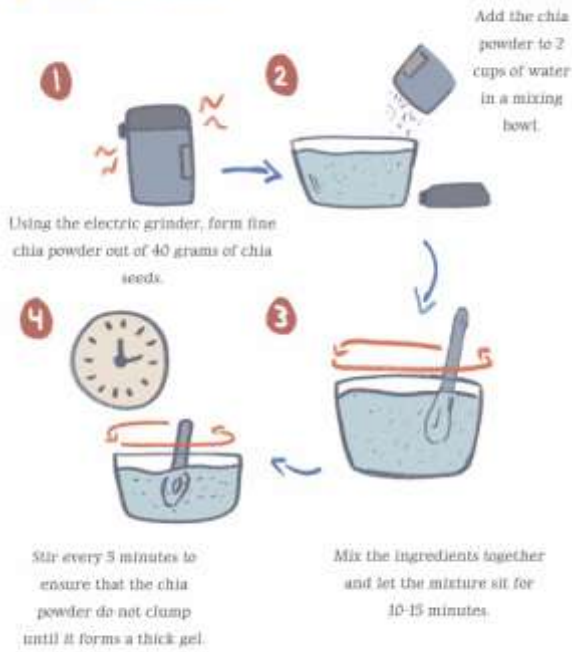 1
Using the electric grinder, form fine
chia powder out of 40 grams of chia
seeds.
2
Add the chia
powder to 2
cups of water
in a mixing
bowl.
3
Mix the ingredients together
and let the mixture sit for
10-15 minutes.
4
Stir every 5 minutes to
ensure that the chia
powder do not clump
until it forms a thick gel.